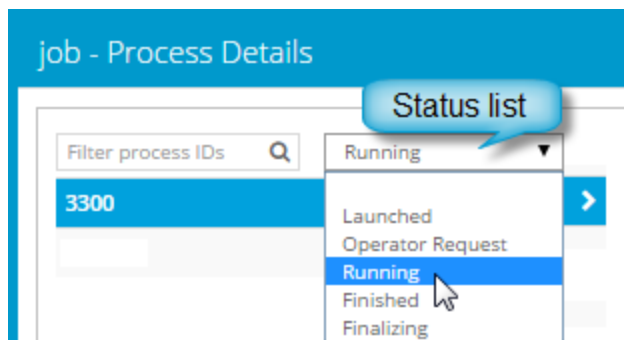 job - Process Details
Status list
Filter process IDs
Running
3300
Launched
Operator Request
Running
Finished
Finalizing